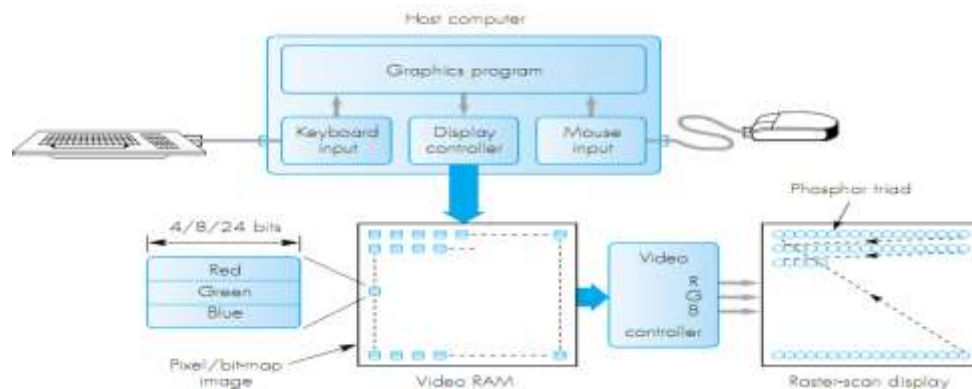 Host computer
Graphics program
Keyboard
input
Display
controller
Mouse
input
Phosphor triad
4/8/24 bits
Red
Green
Blue
Video
R
G
B
controller
Pixel/bit-map
image
Video RAM
Raster-scan display